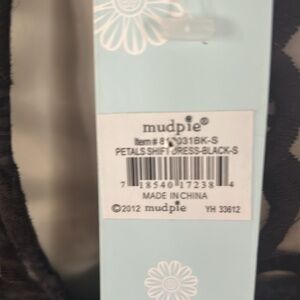 mudpie®
PETALS SHIFT DRESS-BLACK-S
7 18540 17238 4
MADE IN CHINA
©2012 mudpie YH 33612